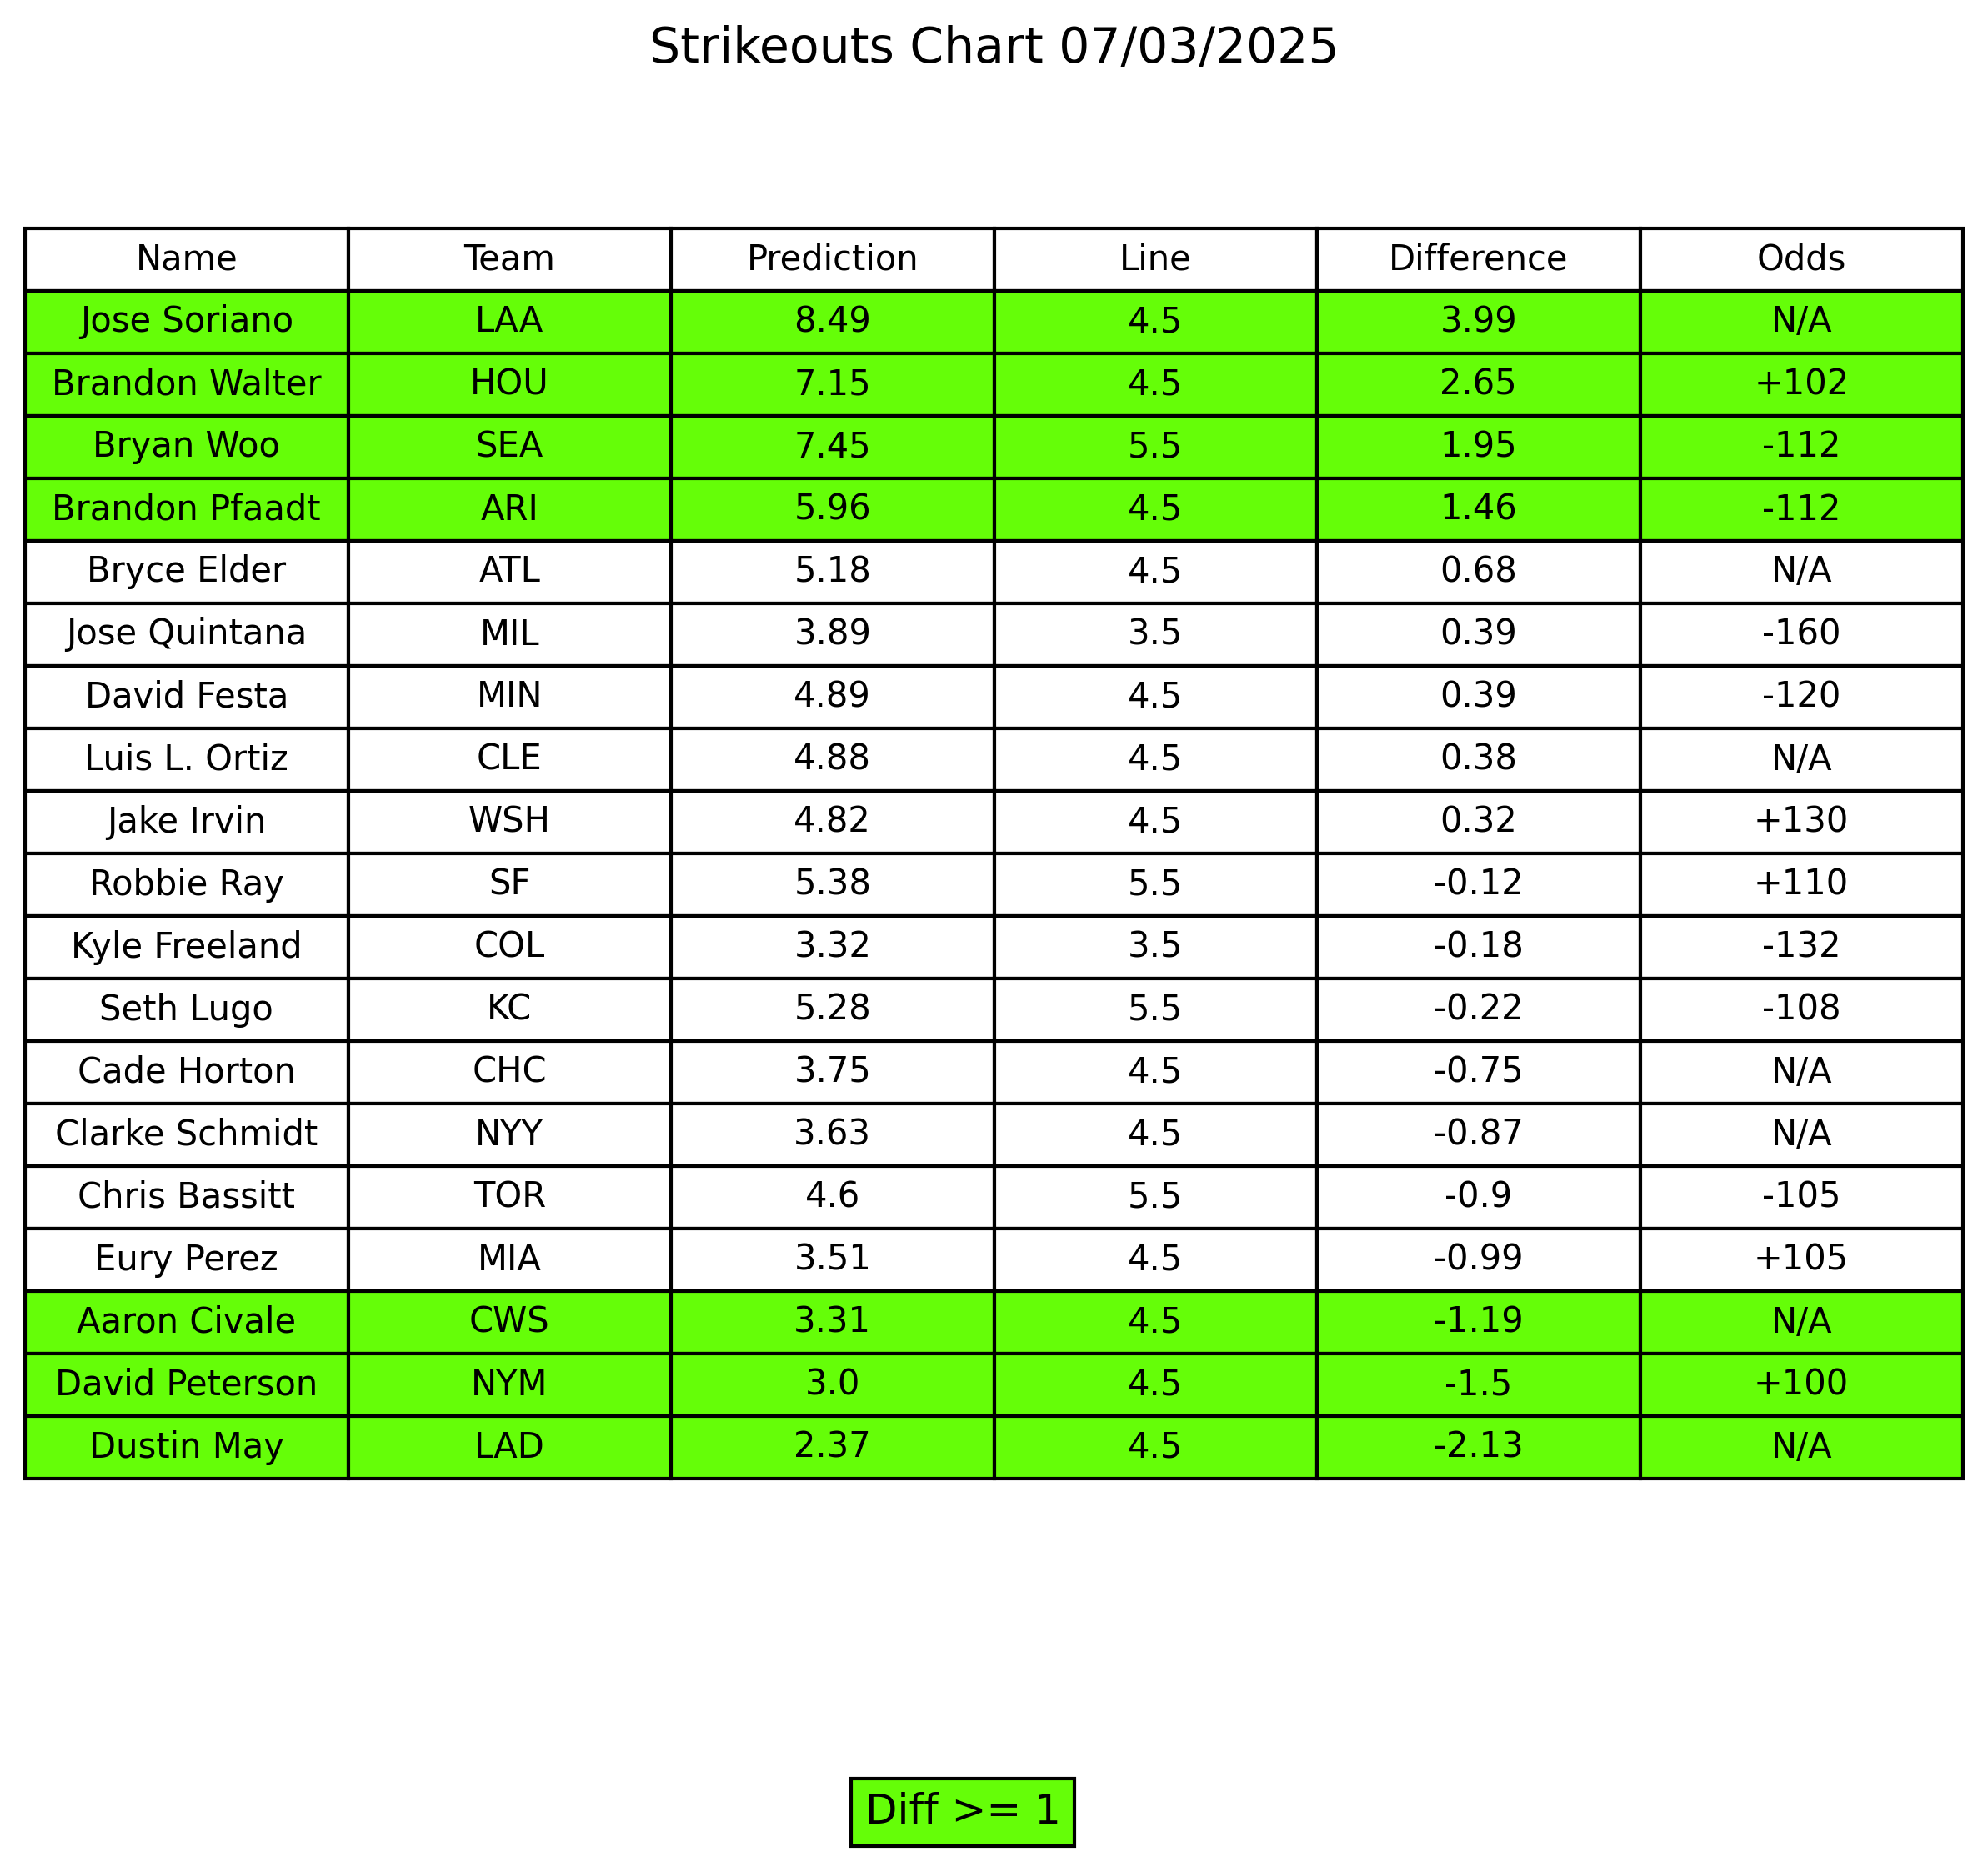 Strikeouts Chart 07/03/2025
Name Team Prediction Line Difference Odds
Jose Soriano LAA 8.49 4.5 3.99 N/A
Brandon Walter HOU 7.15 4.5 2.65 +102
Bryan Woo SEA 7.45 5.5 1.95 -112
Brandon Pfaadt ARI 5.96 4.5 1.46 -112
Bryce Elder ATL 5.18 4.5 0.68 N/A
Jose Quintana MIL 3.89 3.5 0.39 -160
David Festa MIN 4.89 4.5 0.39 -120
Luis L. Ortiz CLE 4.88 4.5 0.38 N/A
Jake Irvin WSH 4.82 4.5 0.32 +130
Robbie Ray SF 5.38 5.5 -0.12 +110
Kyle Freeland COL 3.32 3.5 -0.18 -132
Seth Lugo KC 5.28 5.5 -0.22 -108
Cade Horton CHC 3.75 4.5 -0.75 N/A
Clarke Schmidt NYY 3.63 4.5 -0.87 N/A
Chris Bassitt TOR 4.6 5.5 -0.9 -105
Eury Perez MIA 3.51 4.5 -0.99 +105
Aaron Civale CWS 3.31 4.5 -1.19 N/A
David Peterson NYM 3.0 4.5 -1.5 +100
Dustin May LAD 2.37 4.5 -2.13 N/A
Diff >= 1